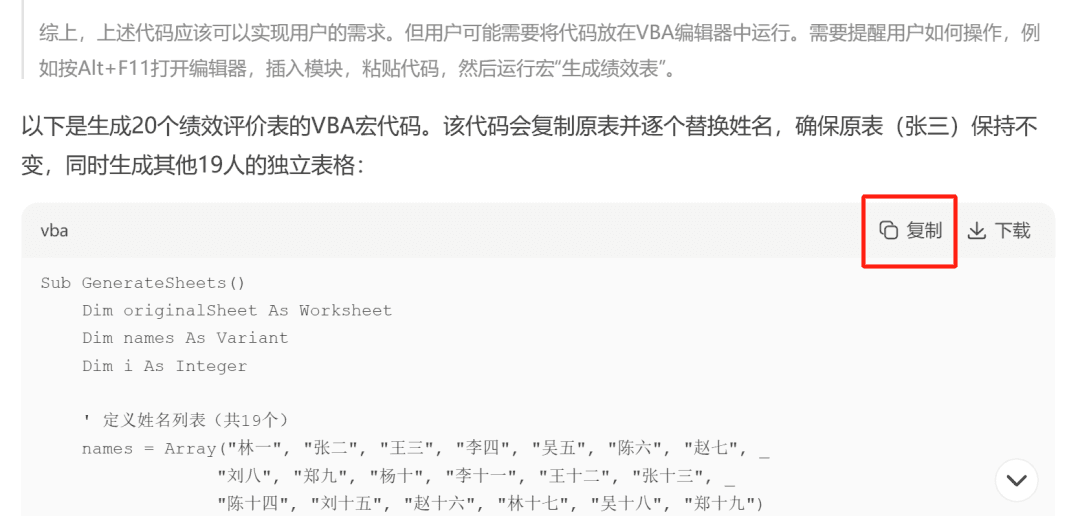 综上，上述代码应该可以实现用户的需求。但用户可能需要将代码放在VBA编辑器中运行。需要提醒用户如何操作，例
如按Alt+F11打开编辑器，插入模块，粘贴代码，然后运行宏“生成绩效表”。
以下是生成20个绩效评价表的VBA宏代码。该代码会复制原表并逐个替换姓名，确保原表（张三）保持不
变，同时生成其他19人的独立表格：
vba 复制 下载
Sub GenerateSheets()
    Dim originalSheet As Worksheet
    Dim names As Variant
    Dim i As Integer
    ' 定义姓名列表（共19个）
    names = Array("林一", "张二", "王三", "李四", "吴五", "陈六", "赵七", _
                 "刘八", "郑九", "杨十", "李十一", "王十二", "张十三", _
                 "陈十四", "刘十五", "赵十六", "林十七", "吴十八", "郑十九")